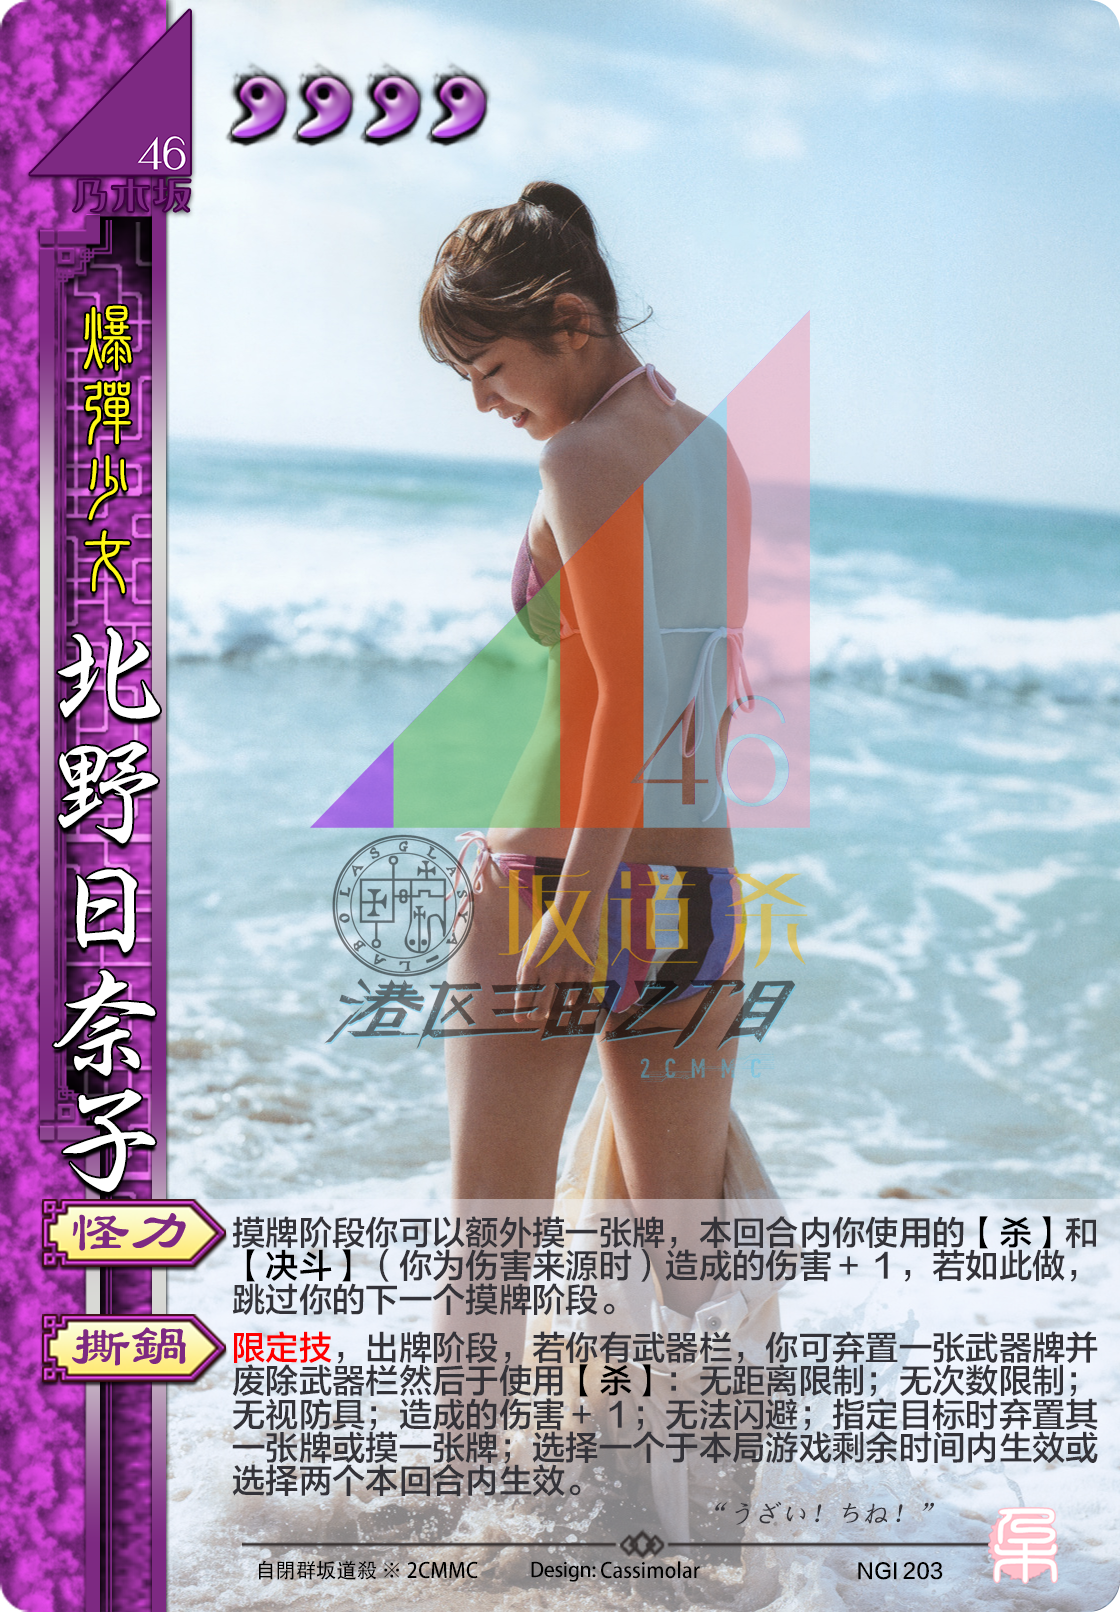 46
乃木坂
爆彈少女
北野日奈子
46
GLASYA LABOLAS
坂道杀
港区三田乙丁目
2CMMC
怪力
摸牌阶段你可以额外摸一张牌，本回合内你使用的【杀】和
【决斗】（你为伤害来源时）造成的伤害＋１，若如此做，
跳过你的下一个摸牌阶段。
撕鍋
限定技，出牌阶段，若你有武器栏，你可弃置一张武器牌并
废除武器栏然后于使用【杀】：无距离限制；无次数限制；
无视防具；造成的伤害＋１；无法闪避；指定目标时弃置其
一张牌或摸一张牌；选择一个于本局游戏剩余时间内生效或
选择两个本回合内生效。
“うざい！ちね！”
自閉群坂道殺 ※ 2CMMC Design: Cassimolar NGI 203